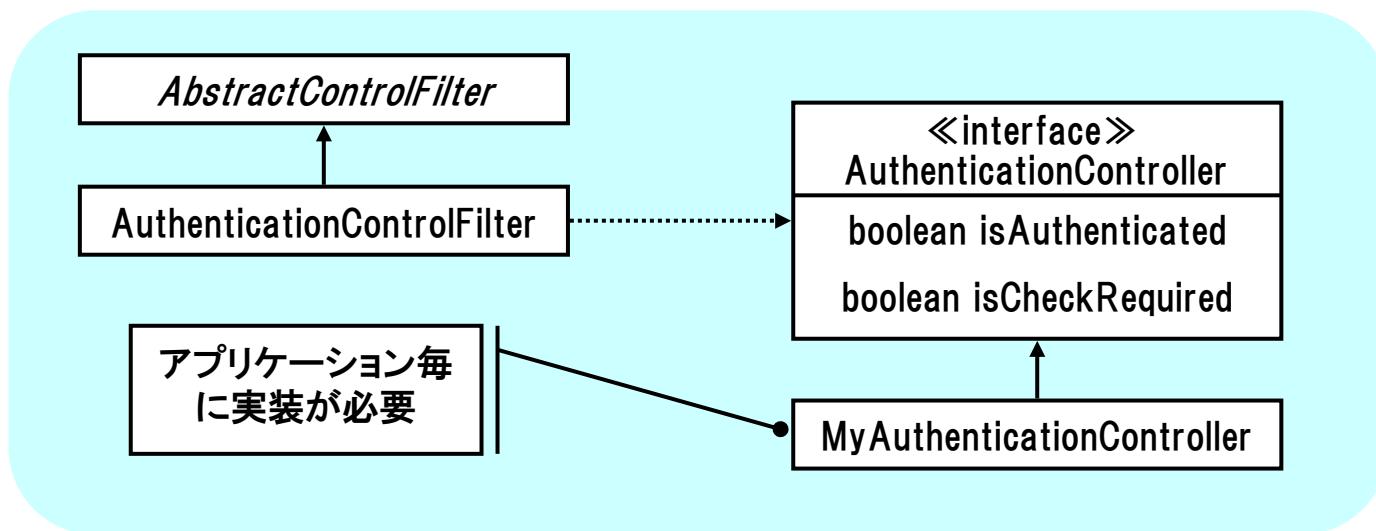 AbstractControlFilter
AuthenticationControlFilter
≪interface≫
AuthenticationController
boolean isAuthenticated
boolean isCheckRequired
アプリケーション毎
に実装が必要
MyAuthenticationController